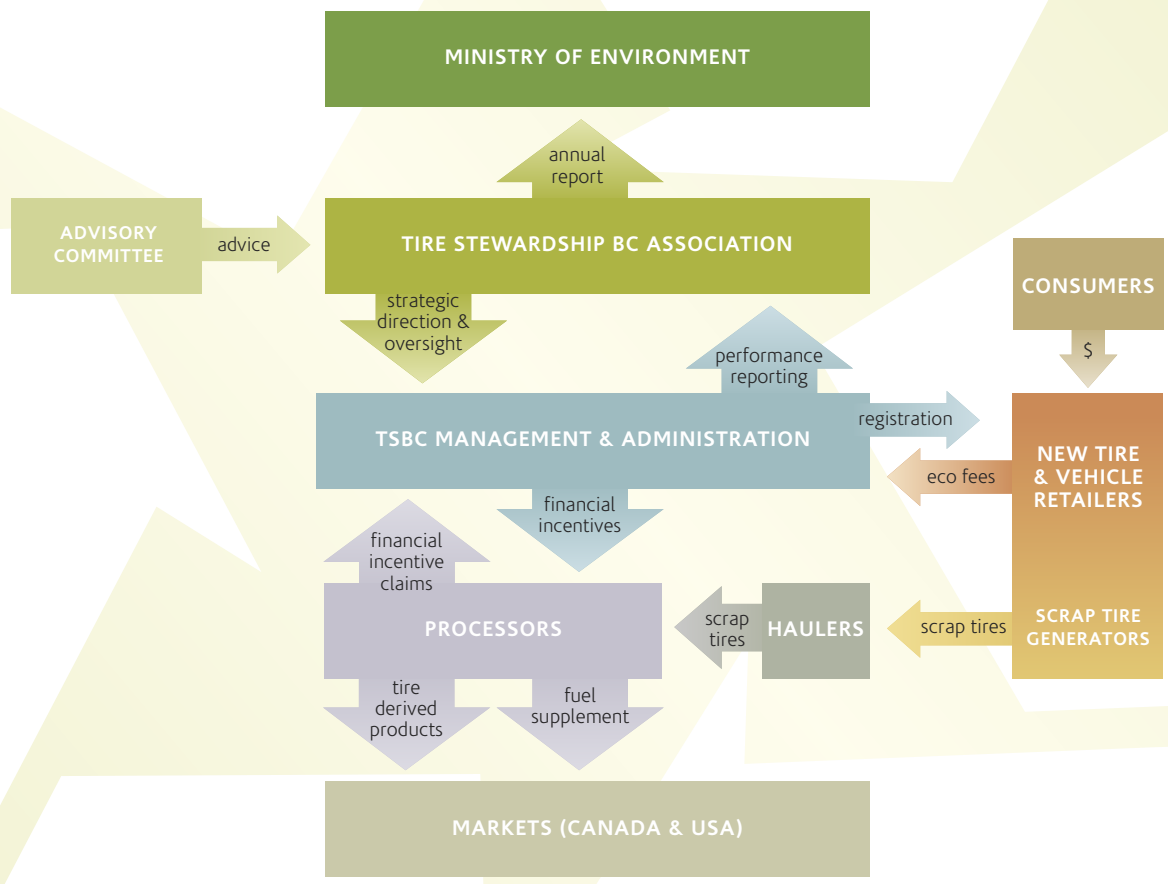 MINISTRY OF ENVIRONMENT
annual
report
ADVISORY
COMMITTEE
advice
TIRE STEWARDSHIP BC ASSOCIATION
CONSUMERS
$
strategic
direction &
oversight
performance
reporting
TSBC MANAGEMENT & ADMINISTRATION
registration
eco fees
NEW TIRE
& VEHICLE
RETAILERS
financial
incentive
claims
financial
incentives
PROCESSORS
scrap
tires
HAULERS
scrap tires
SCRAP TIRE
GENERATORS
tire
derived
products
fuel
supplement
MARKETS (CANADA & USA)